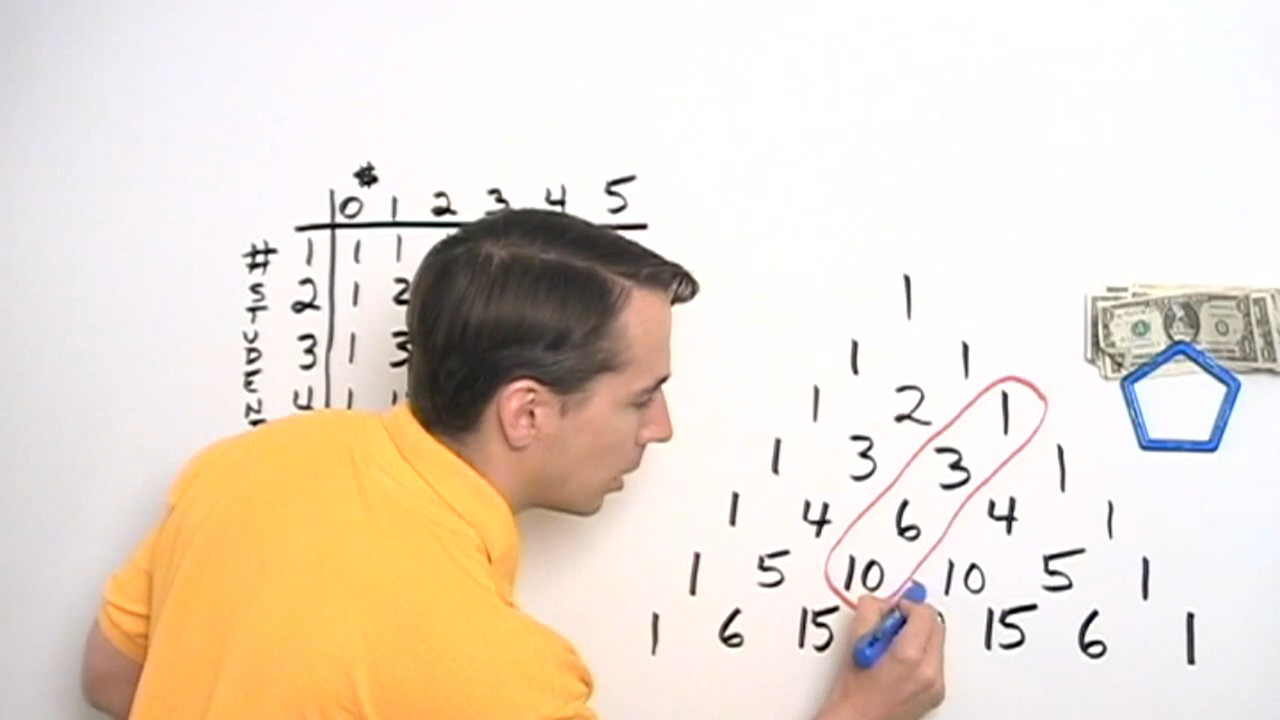 $
0 1 2 3 4 5
# STUDEN
1 1 1
2 1 2
3 1 3
4 1
1
1 1
1 2 1
1 3 3 1
1 4 6 4 1
1 5 10 10 5 1
1 6 15 15 6 1